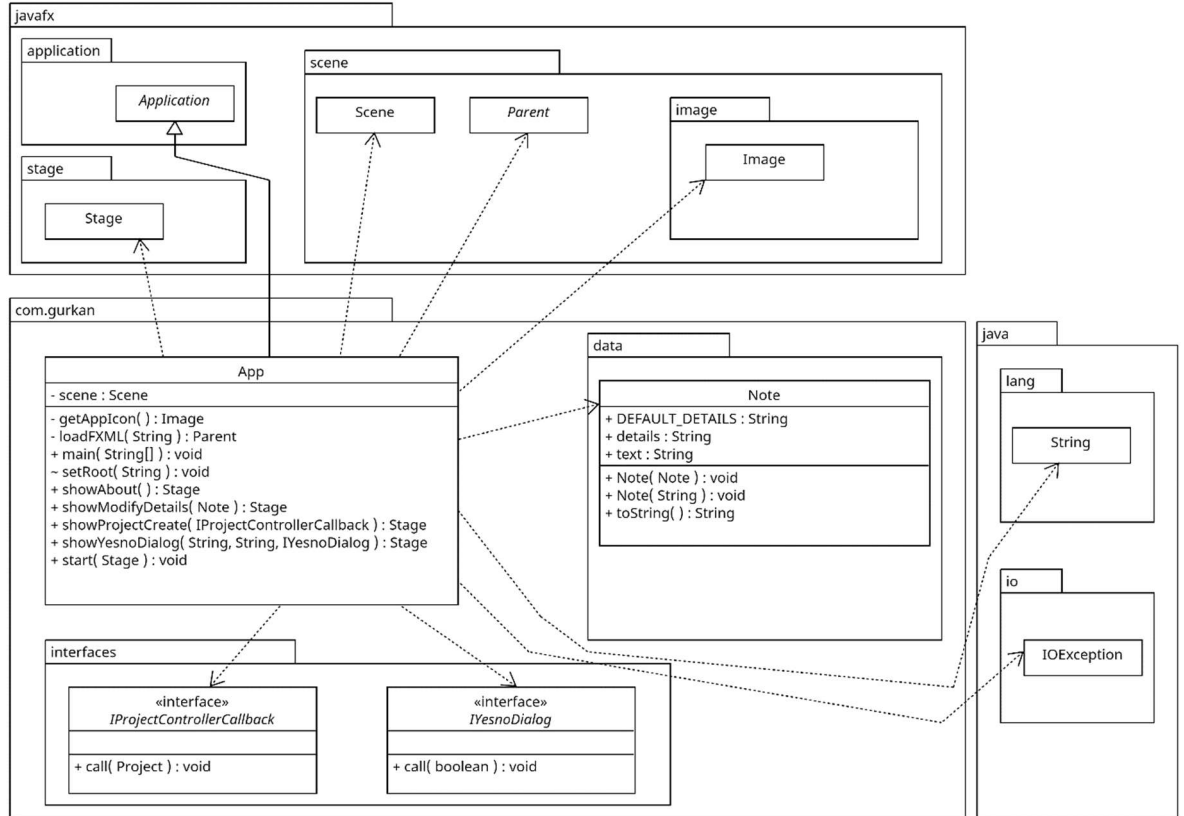 javafx
application
Application
stage
Stage
scene
Scene
Parent
image
Image
com.gurkan
App
- scene : Scene
- getAppIcon( ) : Image
- loadFXML( String ) : Parent
+ main( String[] ) : void
~ setRoot( String ) : void
+ showAbout( ) : Stage
+ showModifyDetails( Note ) : Stage
+ showProjectCreate( IProjectControllerCallback ) : Stage
+ showYesnoDialog( String, String, IYesnoDialog ) : Stage
+ start( Stage ) : void
data
Note
+ DEFAULT_DETAILS : String
+ details : String
+ text : String
+ Note( Note ) : void
+ Note( String ) : void
+ toString( ) : String
interfaces
«interface»
IProjectControllerCallback
+ call( Project ) : void
«interface»
IYesnoDialog
+ call( boolean ) : void
java
lang
String
io
IOException